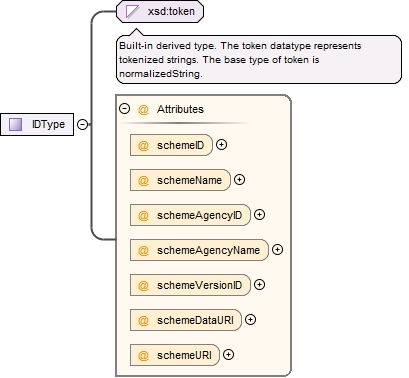 xsd:token
Built-in derived type. The token datatype represents
tokenized strings. The base type of token is
normalizedString.
IDType
@ Attributes
@ schemeID
@ schemeName
@ schemeAgencyID
@ schemeAgencyName
@ schemeVersionID
@ schemeDataURI
@ schemeURI